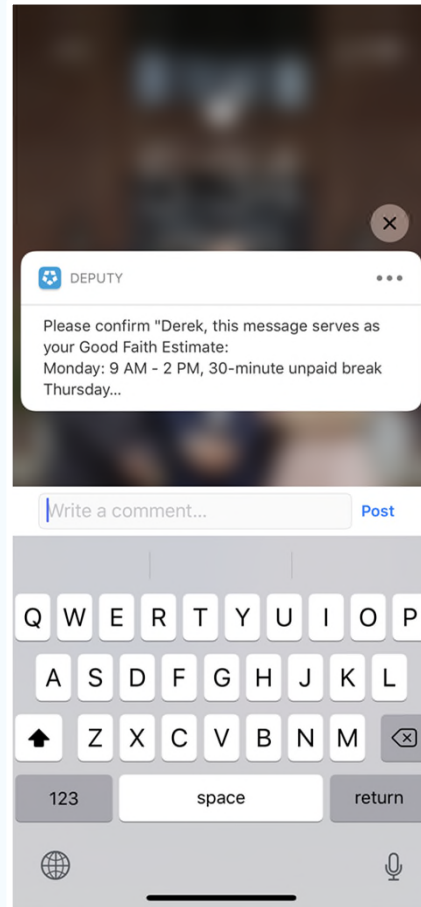 DEPUTY
Please confirm "Derek, this message serves as
your Good Faith Estimate:
Monday: 9 AM - 2 PM, 30-minute unpaid break
Thursday...
Write a comment...
Post
Q W E R T Y U I O P
A S D F G H J K L
Z X C V B N M
123 space return